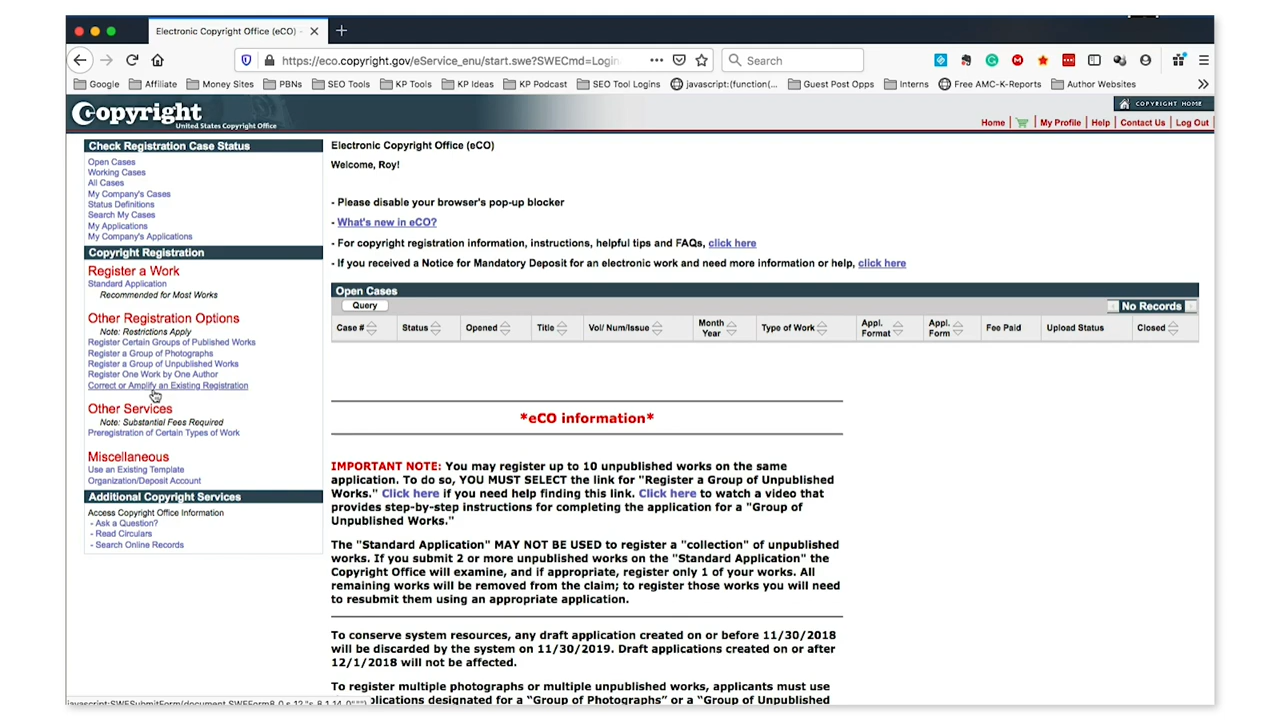 Electronic Copyright Office (eCO) -
https://eco.copyright.gov/eService_enu/start.swe?SWECmd=Login
Search
Google Affiliate Money Sites PBNs SEO Tools KP Tools KP Ideas KP Podcast SEO Tool Logins javascript:(function(... Guest Post Opps Interns Free AMC-K-Reports Author Websites
COPYRIGHT HOME
Copyright
United States Copyright Office
Home My Profile Help Contact Us Log Out
Check Registration Case Status
Open Cases
Working Cases
All Cases
My Company's Cases
Status Definitions
Search My Cases
My Applications
My Company's Applications
Copyright Registration
Register a Work
Standard Application
Recommended for Most Works
Other Registration Options
Note: Restrictions Apply
Register Certain Groups of Published Works
Register a Group of Photographs
Register a Group of Unpublished Works
Register One Work by One Author
Correct or Amplify an Existing Registration
Other Services
Note: Substantial Fees Required
Preregistration of Certain Types of Work
Miscellaneous
Use an Existing Template
Organization/Deposit Account
Additional Copyright Services
Access Copyright Office Information
- Ask a Question?
- Read Circulars
- Search Online Records
Electronic Copyright Office (eCO)
Welcome, Roy!
- Please disable your browser's pop-up blocker
- What's new in eCO?
- For copyright registration information, instructions, helpful tips and FAQs, click here
- If you received a Notice for Mandatory Deposit for an electronic work and need more information or help, click here
Open Cases
Query
No Records
Case # Status Opened Title Vol/ Num/Issue Month Year Type of Work Appl. Format Appl. Form Fee Paid Upload Status Closed
*eCO information*
IMPORTANT NOTE: You may register up to 10 unpublished works on the same
application. To do so, YOU MUST SELECT the link for "Register a Group of Unpublished
Works." Click here if you need help finding this link. Click here to watch a video that
provides step-by-step instructions for completing the application for a "Group of
Unpublished Works."
The "Standard Application" MAY NOT BE USED to register a "collection" of unpublished
works. If you submit 2 or more unpublished works on the "Standard Application" the
Copyright Office will examine, and if appropriate, register only 1 of your works. All
remaining works will be removed from the claim; to register those works you will need
to resubmit them using an appropriate application.
To conserve system resources, any draft application created on or before 11/30/2018
will be discarded by the system on 11/30/2019. Draft applications created on or after
12/1/2018 will not be affected.
To register multiple photographs or multiple unpublished works, applicants must use
plications designated for a "Group of Photographs" or a "Group of Unpublished